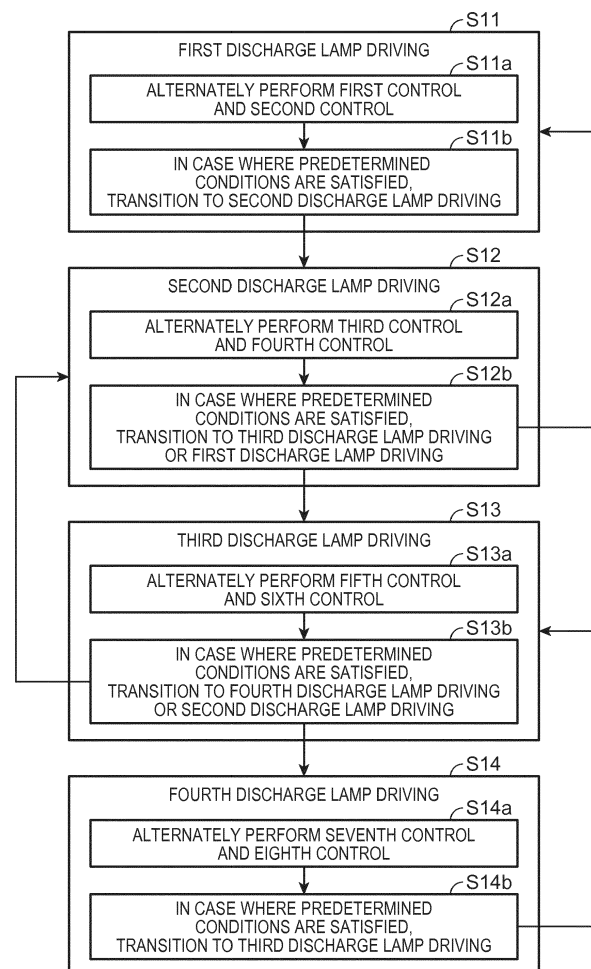 S11
FIRST DISCHARGE LAMP DRIVING
S11a
ALTERNATELY PERFORM FIRST CONTROL
AND SECOND CONTROL
S11b
IN CASE WHERE PREDETERMINED
CONDITIONS ARE SATISFIED,
TRANSITION TO SECOND DISCHARGE LAMP DRIVING
S12
SECOND DISCHARGE LAMP DRIVING
S12a
ALTERNATELY PERFORM THIRD CONTROL
AND FOURTH CONTROL
S12b
IN CASE WHERE PREDETERMINED
CONDITIONS ARE SATISFIED,
TRANSITION TO THIRD DISCHARGE LAMP DRIVING
OR FIRST DISCHARGE LAMP DRIVING
S13
THIRD DISCHARGE LAMP DRIVING
S13a
ALTERNATELY PERFORM FIFTH CONTROL
AND SIXTH CONTROL
S13b
IN CASE WHERE PREDETERMINED
CONDITIONS ARE SATISFIED,
TRANSITION TO FOURTH DISCHARGE LAMP DRIVING
OR SECOND DISCHARGE LAMP DRIVING
S14
FOURTH DISCHARGE LAMP DRIVING
S14a
ALTERNATELY PERFORM SEVENTH CONTROL
AND EIGHTH CONTROL
S14b
IN CASE WHERE PREDETERMINED
CONDITIONS ARE SATISFIED,
TRANSITION TO THIRD DISCHARGE LAMP DRIVING